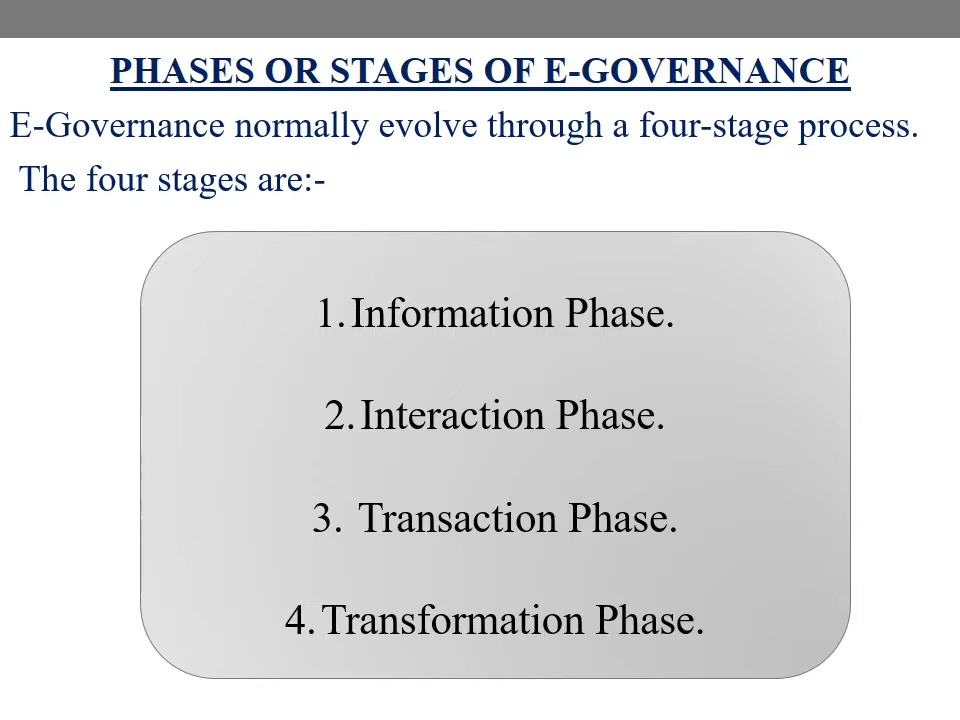 PHASES OR STAGES OF E-GOVERNANCE
E-Governance normally evolve through a four-stage process.
The four stages are:-
1. Information Phase.
2. Interaction Phase.
3. Transaction Phase.
4. Transformation Phase.